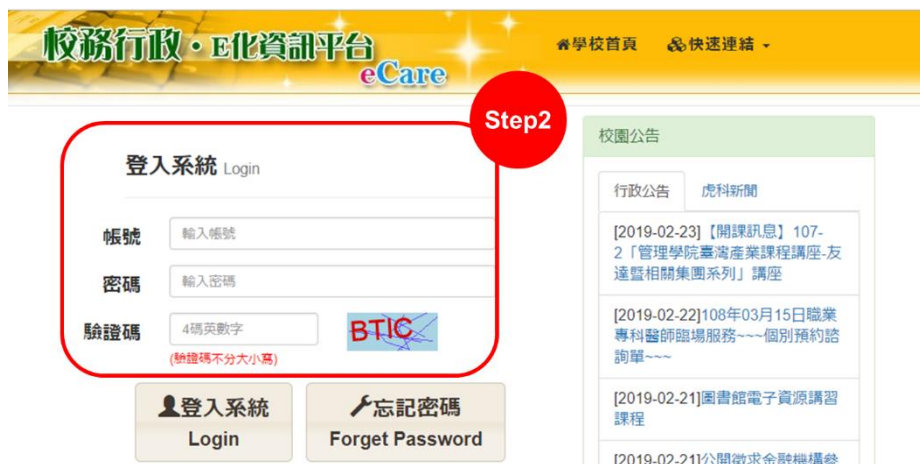 校務行政・E化資訊平台
eCare
學校首頁
快速連結
Step2
登入系統 Login
帳號
輸入帳號
密碼
輸入密碼
驗證碼
4碼英數字
BTIC
(驗證碼不分大小寫)
登入系統
Login
忘記密碼
Forget Password
校園公告
行政公告
虎科新聞
[2019-02-23]【開課訊息】107-
2「管理學院臺灣產業課程講座-友
達暨相關集團系列」講座
[2019-02-22]108年03月15日職業
專科醫師臨場服務~~~個別預約諮
詢單~~~
[2019-02-21]圖書館電子資源講習
課程
[2019-02-21]公開徵求金融機構參